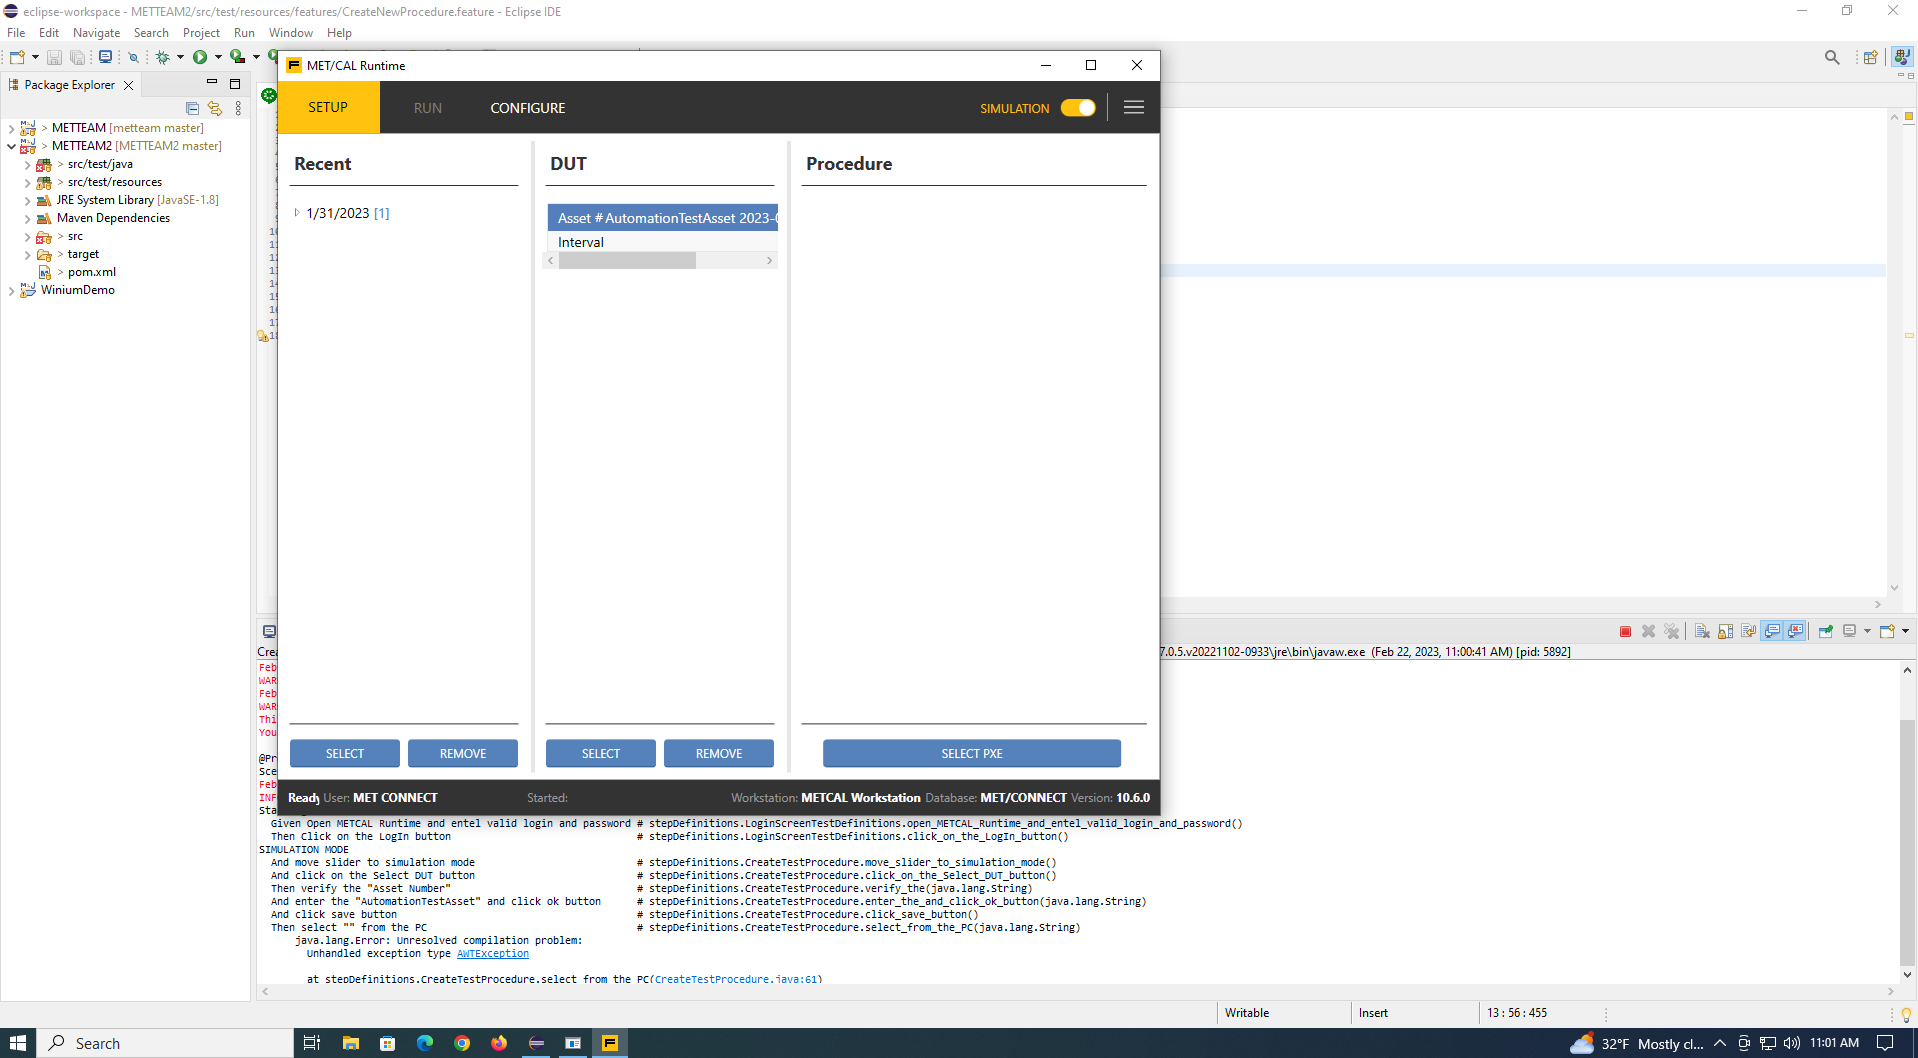 eclipse-workspace - METTEAM2/src/test/resources/features/CreateNewProcedure.feature - Eclipse IDE
File Edit Navigate Search Project Run Window Help
MET/CAL Runtime
Package Explorer
SETUP RUN CONFIGURE SIMULATION
METTEAM [metteam master]
METTEAM2 [METTEAM2 master]
src/test/java
src/test/resources
JRE System Library [JavaSE-1.8]
Maven Dependencies
src
target
pom.xml
WiniumDemo
Recent
DUT
Procedure
1/31/2023 [1]
Asset # AutomationTestAsset 2023-0
Interval
SELECT REMOVE SELECT REMOVE SELECT PXE
Ready User: MET CONNECT Started: Workstation: METCAL Workstation Database: MET/CONNECT Version: 10.6.0
Crea 7.0.5.v20221102-0933\jre\bin\javaw.exe (Feb 22, 2023, 11:00:41 AM) [pid: 5892]
Feb
WAR
Feb
WAR
Thi
You
@Pr
Sce
Feb
INF
Sta
Given Open METCAL Runtime and entel valid login and password # stepDefinitions.LoginScreenTestDefinitions.open_METCAL_Runtime_and_entel_valid_login_and_password()
Then Click on the LogIn button # stepDefinitions.LoginScreenTestDefinitions.click_on_the_LogIn_button()
SIMULATION MODE
And move slider to simulation mode # stepDefinitions.CreateTestProcedure.move_slider_to_simulation_mode()
And click on the Select DUT button # stepDefinitions.CreateTestProcedure.click_on_the_Select_DUT_button()
Then verify the "Asset Number" # stepDefinitions.CreateTestProcedure.verify_the(java.lang.String)
And enter the "AutomationTestAsset" and click ok button # stepDefinitions.CreateTestProcedure.enter_the_and_click_ok_button(java.lang.String)
And click save button # stepDefinitions.CreateTestProcedure.click_save_button()
Then select "" from the PC # stepDefinitions.CreateTestProcedure.select_from_the_PC(java.lang.String)
java.lang.Error: Unresolved compilation problem:
Unhandled exception type AWTException
at stepDefinitions.CreateTestProcedure.select from the PC(CreateTestProcedure.java:61)
Writable Insert 13 : 56 : 455
Search 32°F Mostly cl... 11:01 AM